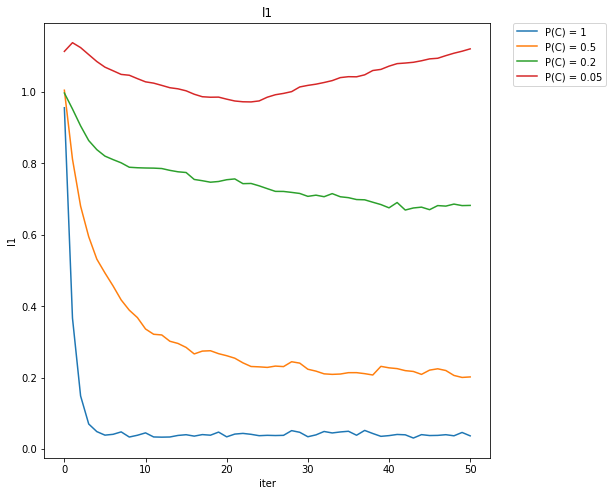 l1
P(C) = 1
P(C) = 0.5
P(C) = 0.2
P(C) = 0.05
l1
1.0
0.8
0.6
0.4
0.2
0.0
0
10
20
30
40
50
iter